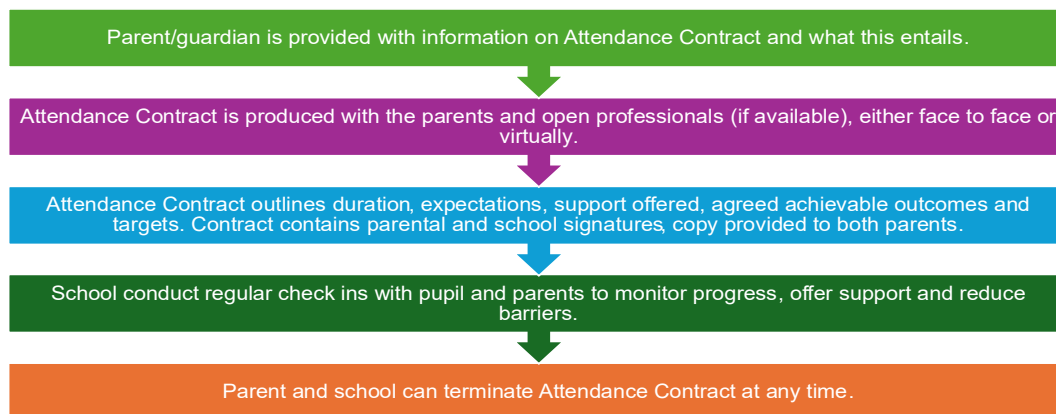 Parent/guardian is provided with information on Attendance Contract and what this entails.
Attendance Contract is produced with the parents and open professionals (if available), either face to face or
virtually.
Attendance Contract outlines duration, expectations, support offered, agreed achievable outcomes and
targets. Contract contains parental and school signatures, copy provided to both parents.
School conduct regular check ins with pupil and parents to monitor progress, offer support and reduce
barriers.
Parent and school can terminate Attendance Contract at any time.